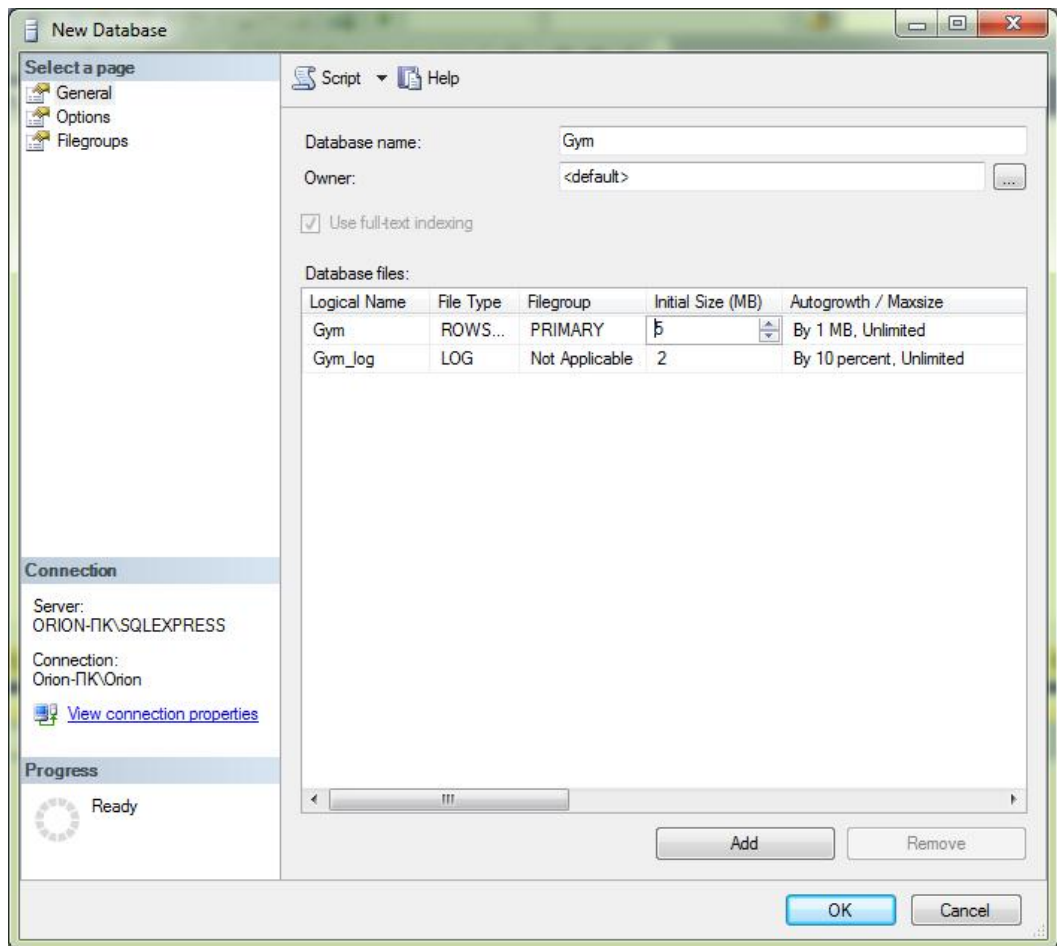 New Database
Select a page
General
Options
Filegroups
Script
Help
Database name:
Gym
Owner:
<default>
...
Use full-text indexing
Database files:
Logical Name File Type Filegroup Initial Size (MB) Autogrowth / Maxsize
Gym ROWS... PRIMARY 5 By 1 MB, Unlimited
Gym_log LOG Not Applicable 2 By 10 percent, Unlimited
Connection
Server:
ORION-ПК\SQLEXPRESS
Connection:
Orion-ПК\Orion
View connection properties
Progress
Ready
Add
Remove
OK
Cancel